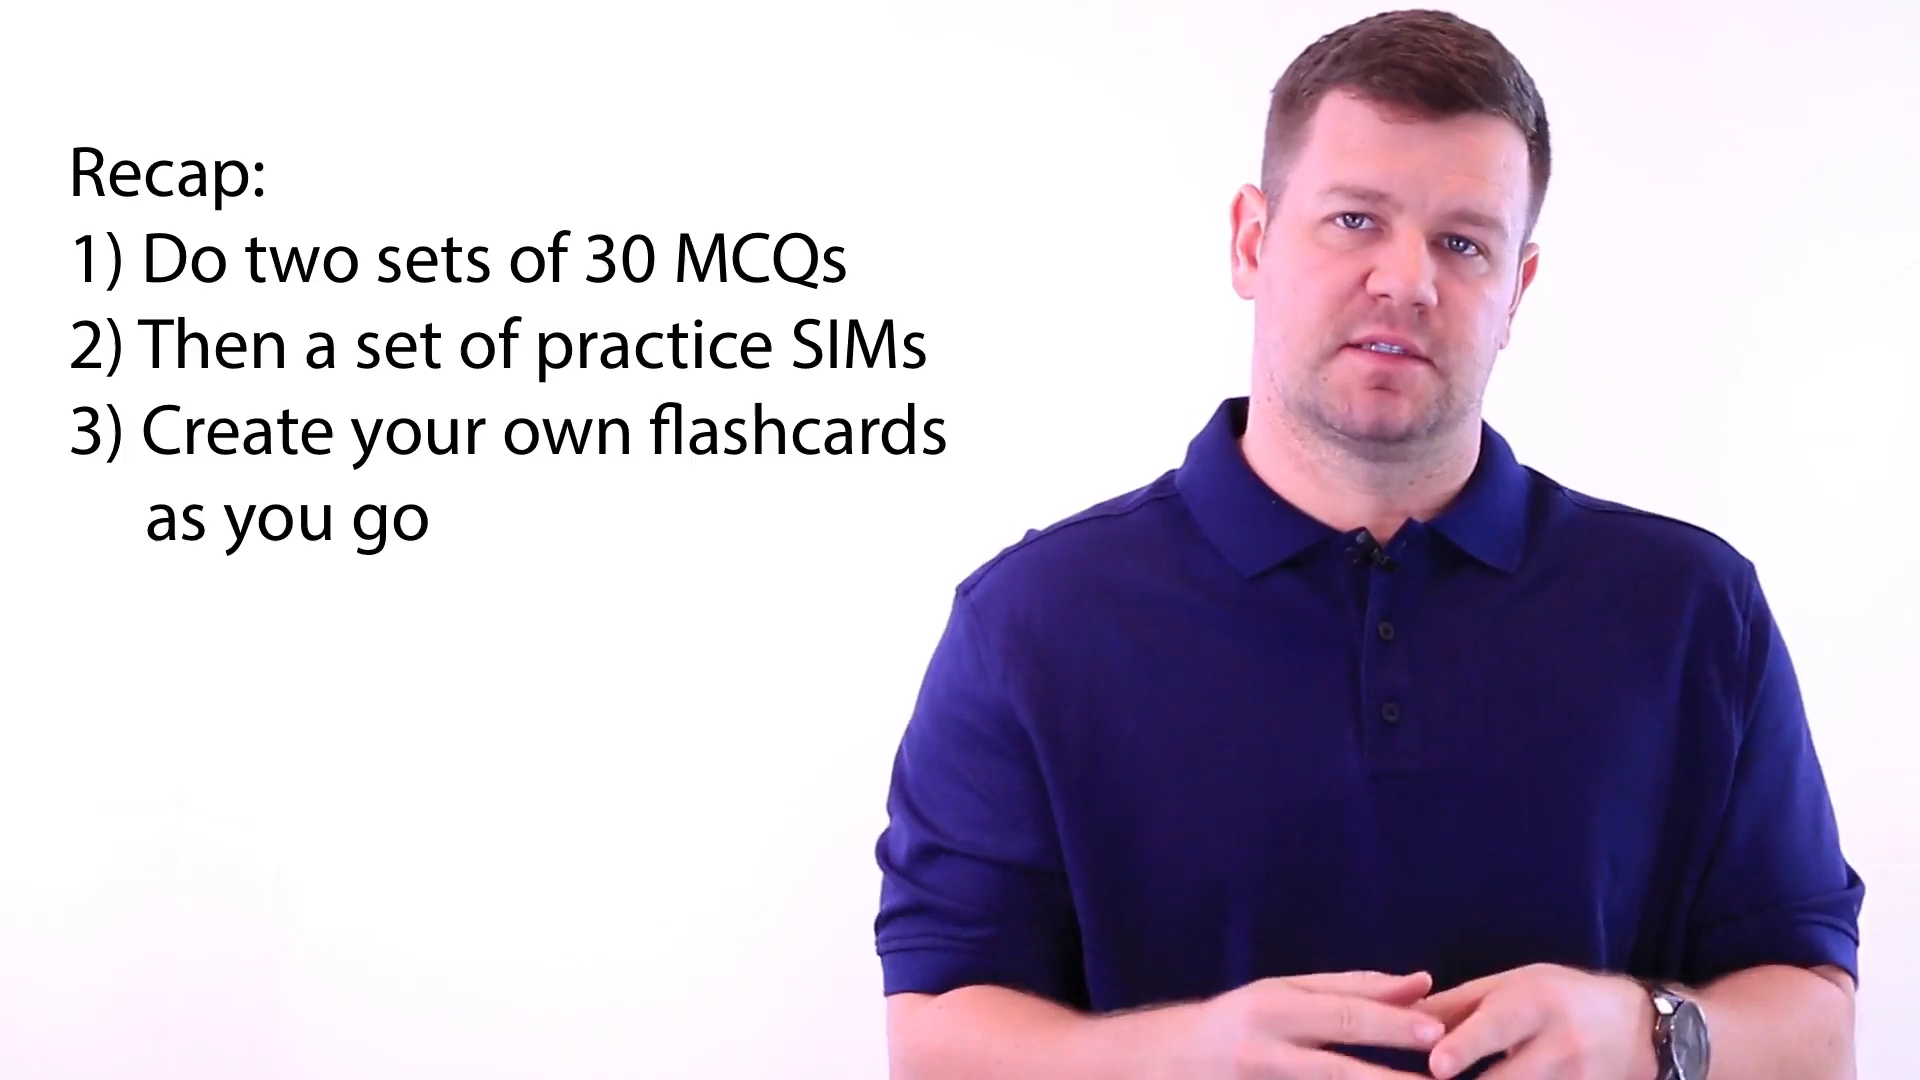 Recap:
1) Do two sets of 30 MCQs
2) Then a set of practice SIMs
3) Create your own flashcards
as you go